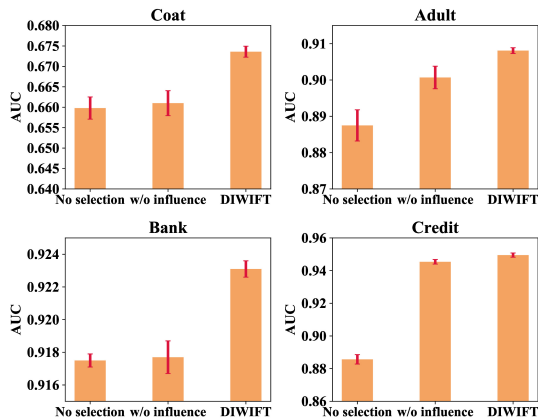 Coat
AUC
0.680
0.675
0.670
0.665
0.660
0.655
0.650
0.645
0.640
No selection w/o influence DIWIFT
Adult
AUC
0.91
0.90
0.89
0.88
0.87
No selection w/o influence DIWIFT
Bank
AUC
0.924
0.922
0.920
0.918
0.916
No selection w/o influence DIWIFT
Credit
AUC
0.96
0.94
0.92
0.90
0.88
0.86
No selection w/o influence DIWIFT